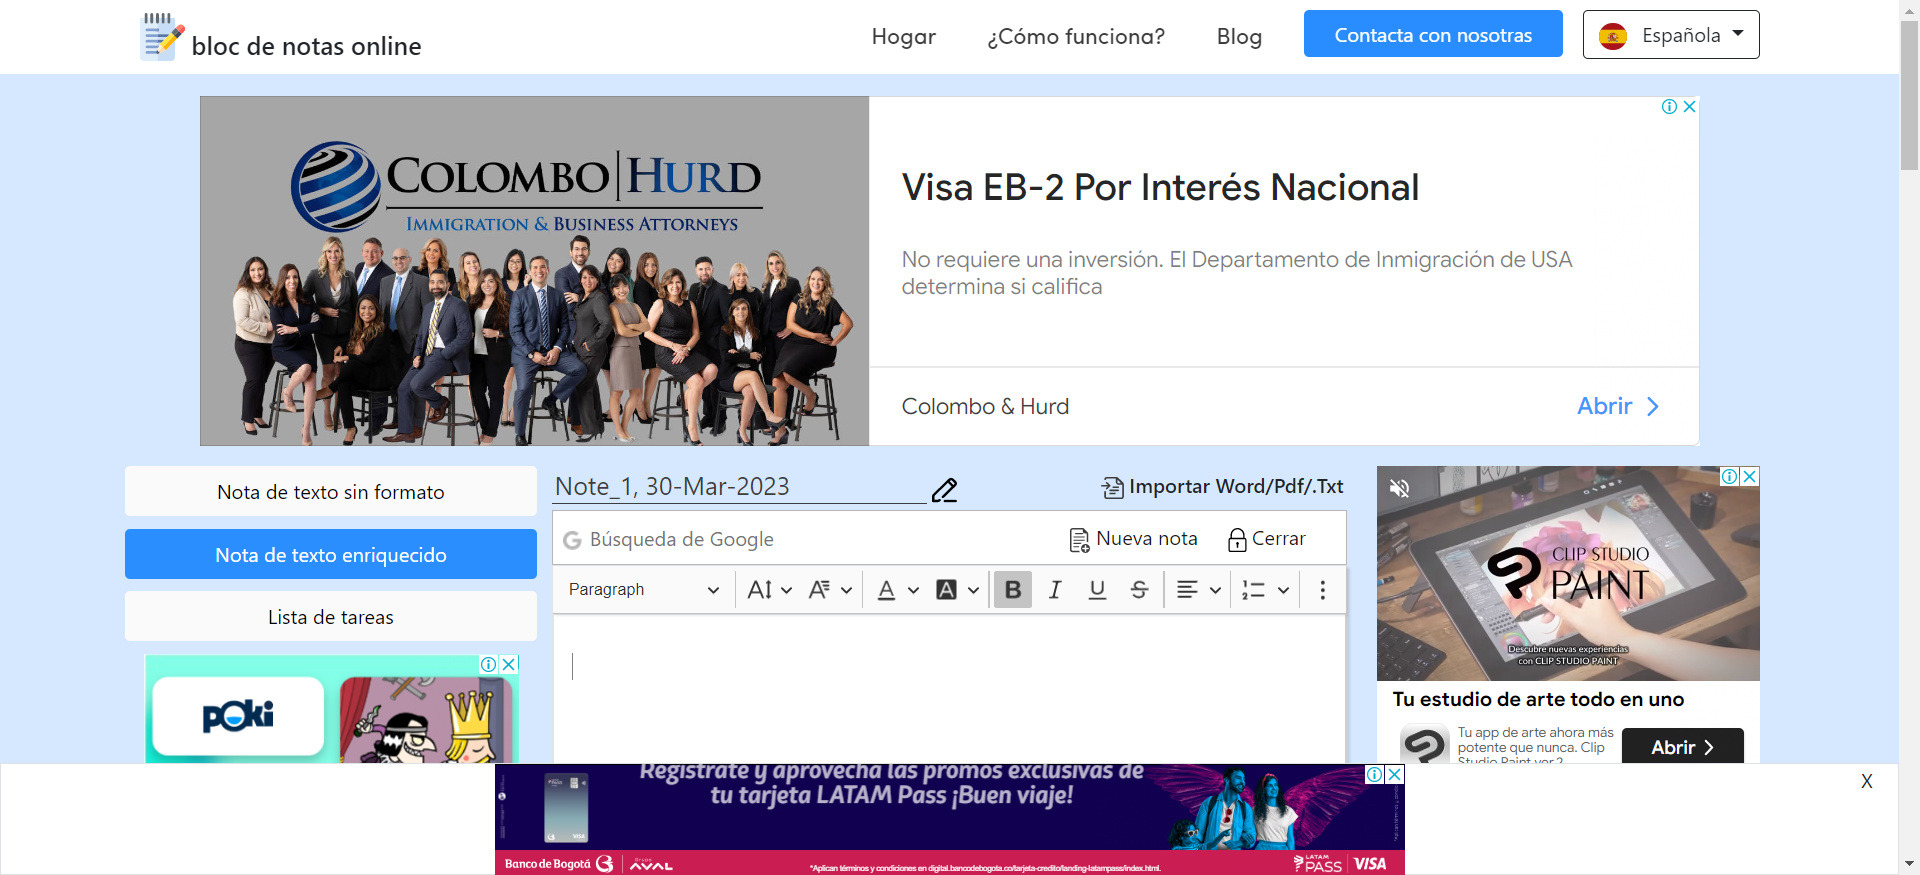 bloc de notas online
Hogar
¿Cómo funciona?
Blog
Contacta con nosotras
Española
COLOMBO HURD
IMMIGRATION & BUSINESS ATTORNEYS
Visa EB-2 Por Interés Nacional
No requiere una inversión. El Departamento de Inmigración de USA
determina si califica
Colombo & Hurd
Abrir
Nota de texto sin formato
Nota de texto enriquecido
Lista de tareas
Note_1, 30-Mar-2023
Importar Word/Pdf/.Txt
Búsqueda de Google
Nueva nota
Cerrar
Paragraph
CLIP STUDIO
PAINT
Descubre nuevas experiencias
con CLIP STUDIO PAINT
Tu estudio de arte todo en uno
Tu app de arte ahora más
potente que nunca. Clip
Studio Paint ver.2
Abrir
poki
Regístrate y aprovecha las promos exclusivas de
tu tarjeta LATAM Pass ¡Buen viaje!
Banco de Bogotá
Grupo
AVAL
*Aplican términos y condiciones en digital.bancodebogota.co/tarjeta-credito/landing-latampass/index.html.
LATAM
PASS
VISA
X